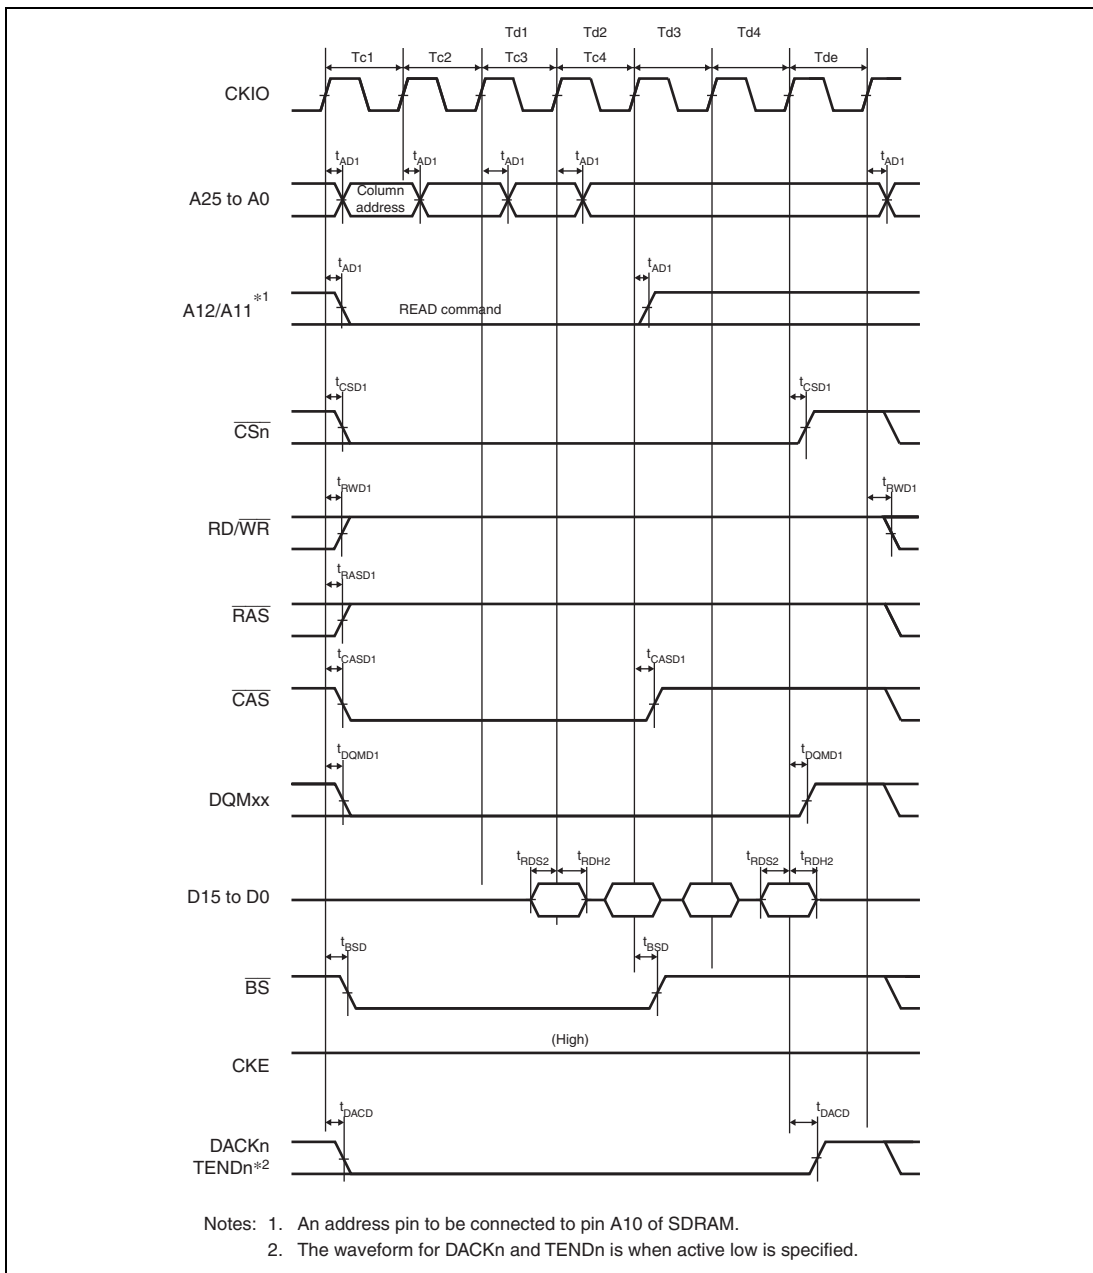 Td1 Td2 Td3 Td4
Tc1 Tc2 Tc3 Tc4 Tde
CKIO
tAD1 tAD1 tAD1 tAD1 tAD1
A25 to A0
Column
address
tAD1 tAD1
A12/A11*1
READ command
tCSD1 tCSD1
CSn
tRWD1 tRWD1
RD/WR
tRASD1
RAS
tCASD1 tCASD1
CAS
tDQMD1 tDQMD1
DQMxx
tRDS2 tRDH2 tRDS2 tRDH2
D15 to D0
tBSD tBSD
BS
(High)
CKE
tDACD tDACD
DACKn
TENDn*2
Notes: 1. An address pin to be connected to pin A10 of SDRAM.
2. The waveform for DACKn and TENDn is when active low is specified.